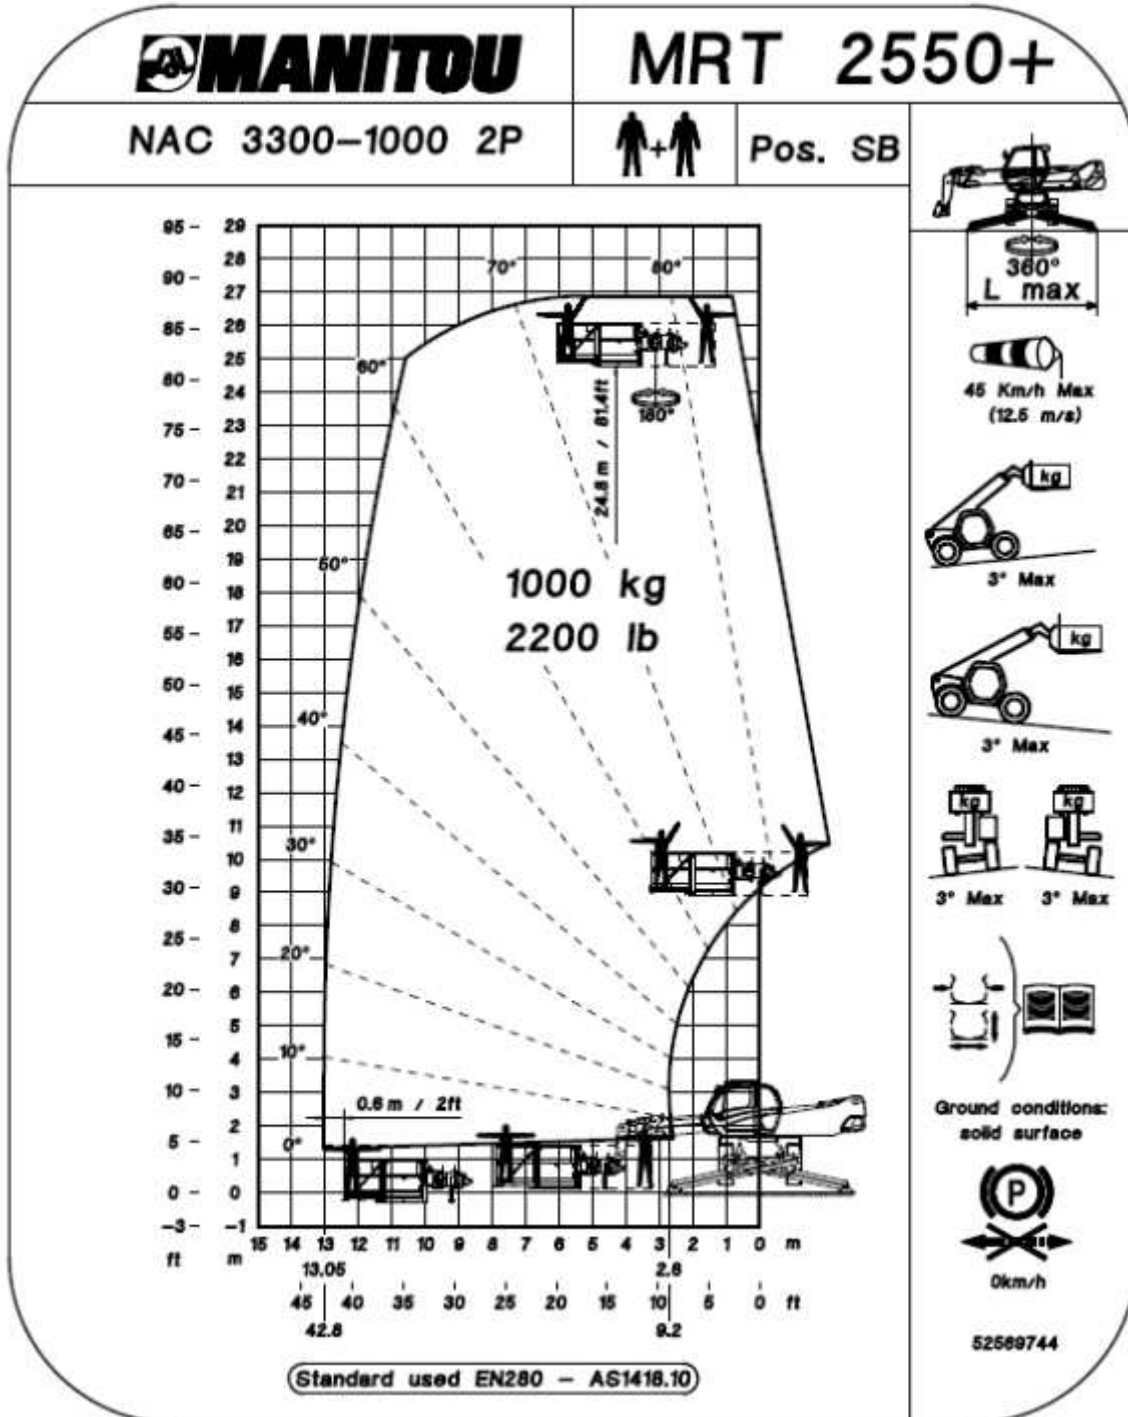 MANITOU
MRT 2550+
NAC 3300-1000 2P
+
Pos. SB
360°
L max
45 Km/h Max
(12.5 m/s)
kg
3° Max
kg
3° Max
kg kg
3° Max 3° Max
Ground conditions:
solid surface
P
0km/h
52569744
95 – 29
28
90 – 27
26
85 – 25
80 – 24
23
75 – 22
70 – 21
20
65 – 19
60 – 18
17
55 – 16
50 – 15
14
45 – 13
40 – 12
11
35 – 10
30 – 9
8
25 – 7
20 – 6
5
15 – 4
10 – 3
2
5 – 1
0 – 0
-3 – -1
ft m
70° 80°
60°
50°
40°
30°
20°
10°
0°
180°
24.8 m / 81.4ft
1000 kg
2200 lb
0.6 m / 2ft
15 14 13 12 11 10 9 8 7 6 5 4 3 2 1 0 m
13.05 2.8
45 40 35 30 25 20 15 10 5 0 ft
42.8 9.2
Standard used EN280 – AS1418.10